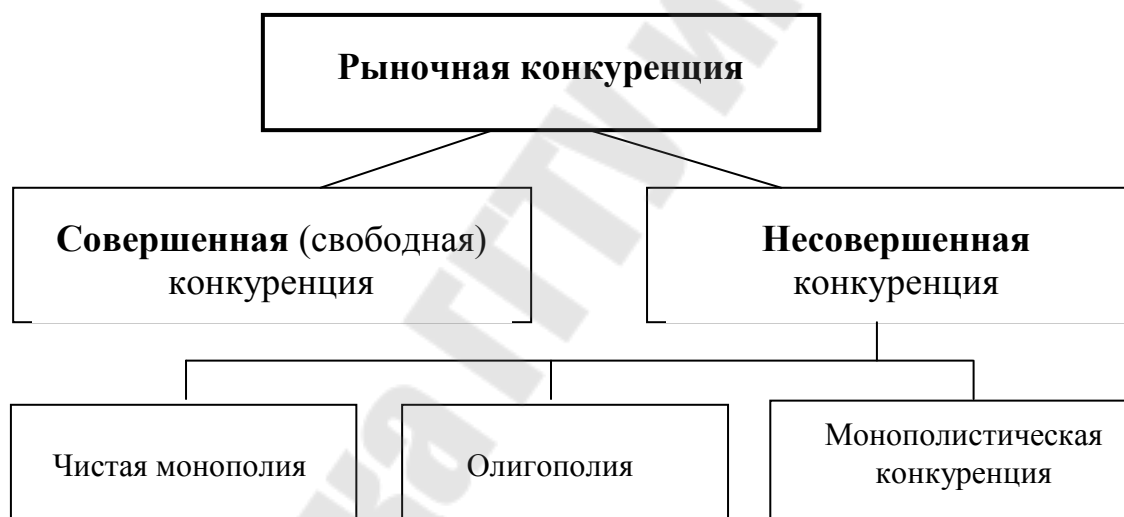 Рыночная конкуренция
Совершенная (свободная)
конкуренция
Несовершенная
конкуренция
Чистая монополия
Олигополия
Монополистическая
конкуренция